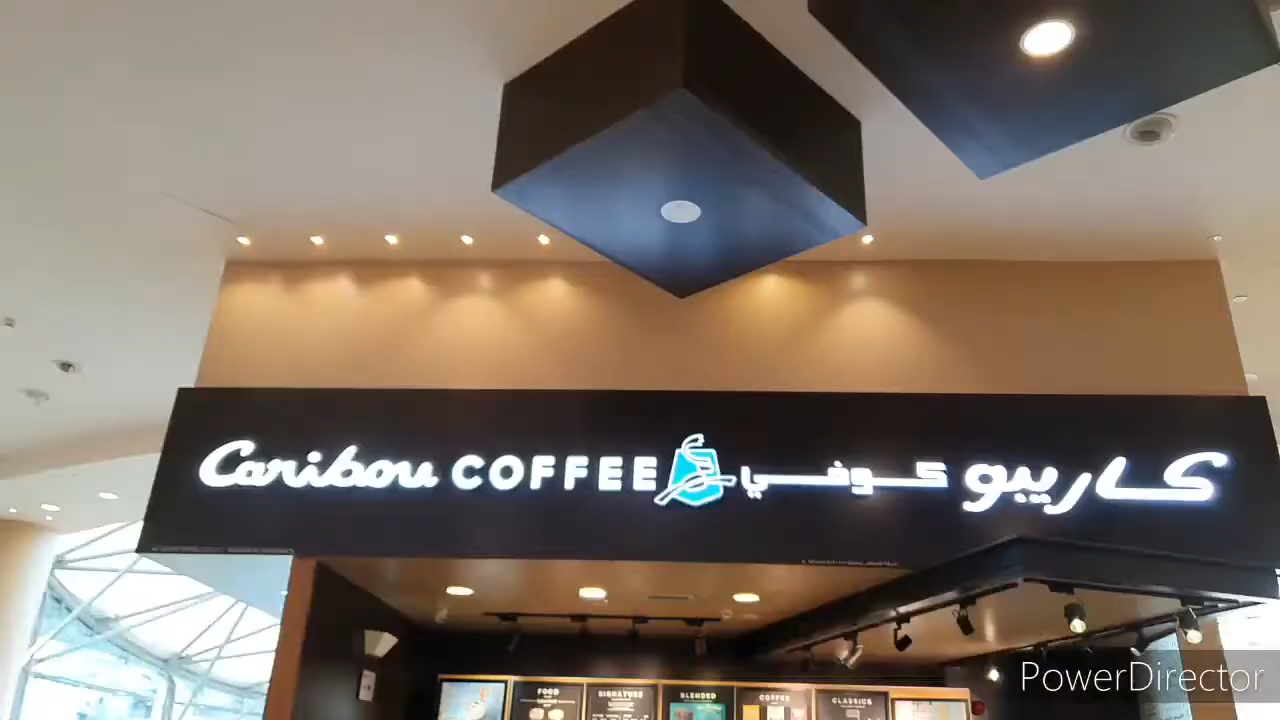 Caribou COFFEE كاريبو كوفي
FOOD SIGNATURE BLENDED COFFEE CLASSICS
PowerDirector